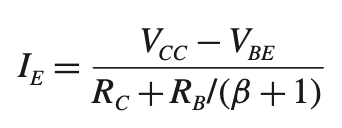 I_E = (V_CC − V_BE) / (R_C + R_B/(β + 1))